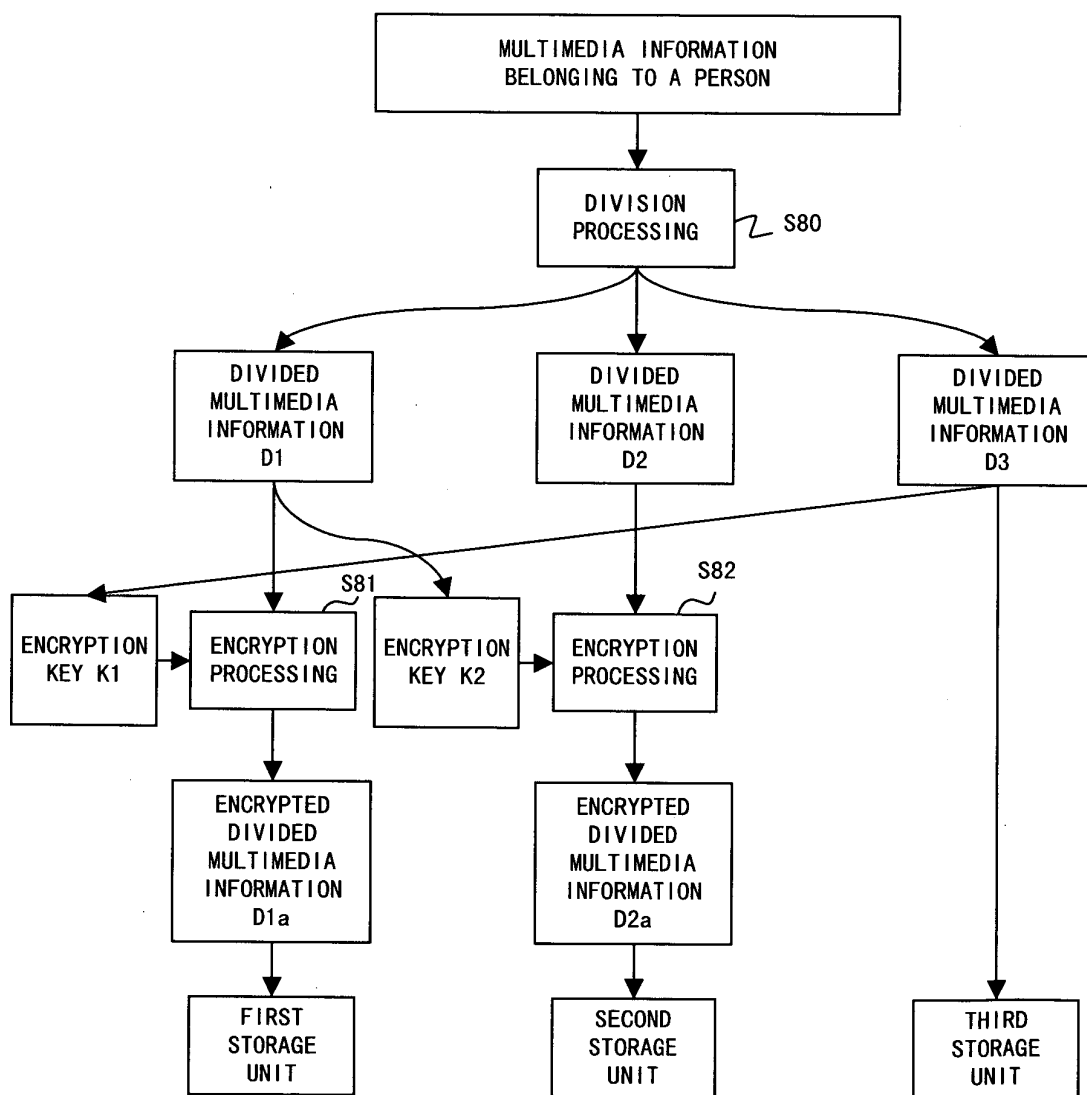 MULTIMEDIA INFORMATION
BELONGING TO A PERSON
DIVISION
PROCESSING
S80
DIVIDED
MULTIMEDIA
INFORMATION
D1
DIVIDED
MULTIMEDIA
INFORMATION
D2
DIVIDED
MULTIMEDIA
INFORMATION
D3
ENCRYPTION
KEY K1
S81
ENCRYPTION
PROCESSING
ENCRYPTION
KEY K2
S82
ENCRYPTION
PROCESSING
ENCRYPTED
DIVIDED
MULTIMEDIA
INFORMATION
D1a
ENCRYPTED
DIVIDED
MULTIMEDIA
INFORMATION
D2a
FIRST
STORAGE
UNIT
SECOND
STORAGE
UNIT
THIRD
STORAGE
UNIT